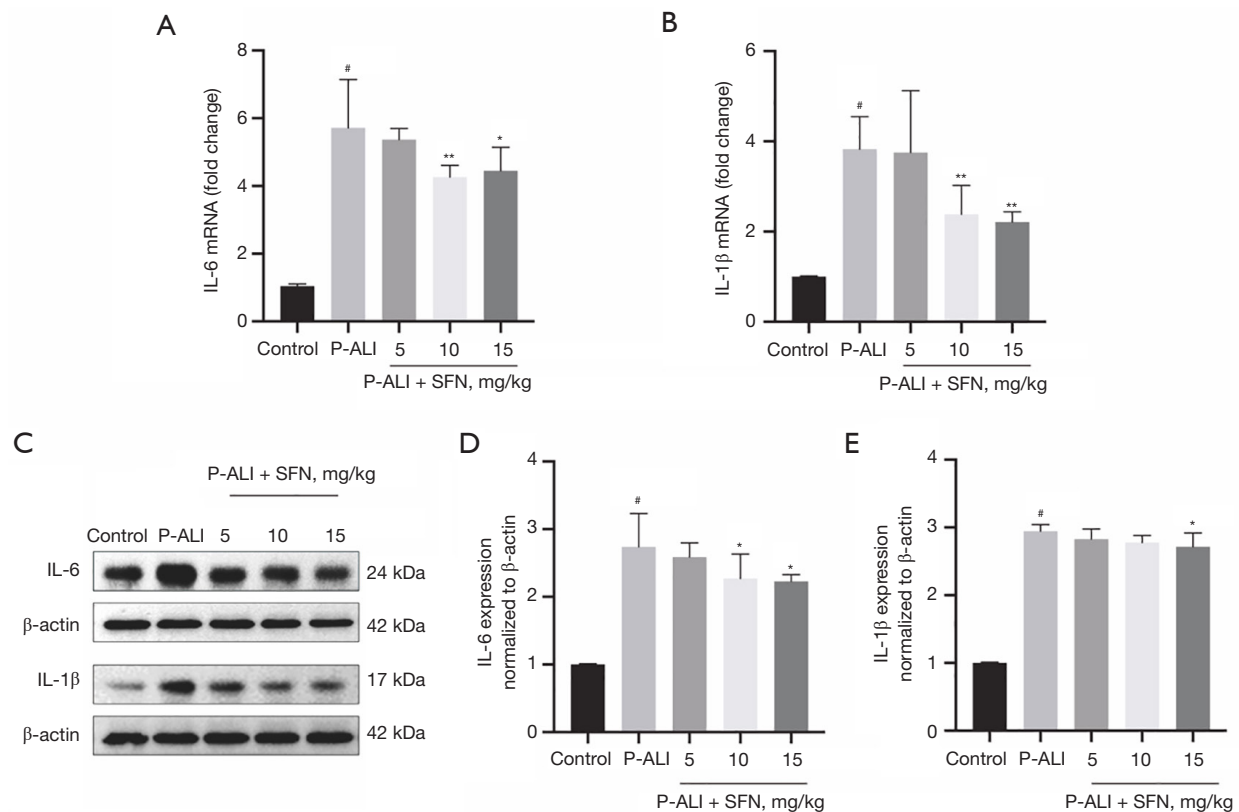 A
IL-6 mRNA (fold change)
8
6
4
2
0
#
**
*
Control P-ALI 5 10 15
P-ALI + SFN, mg/kg
B
IL-1β mRNA (fold change)
6
4
2
0
#
**
**
Control P-ALI 5 10 15
P-ALI + SFN, mg/kg
C
P-ALI + SFN, mg/kg
Control P-ALI 5 10 15
IL-6 24 kDa
β-actin 42 kDa
IL-1β 17 kDa
β-actin 42 kDa
D
IL-6 expression
normalized to β-actin
4
3
2
1
0
#
*
*
Control P-ALI 5 10 15
P-ALI + SFN, mg/kg
E
IL-1β expression
normalized to β-actin
4
3
2
1
0
#
*
Control P-ALI 5 10 15
P-ALI + SFN, mg/kg